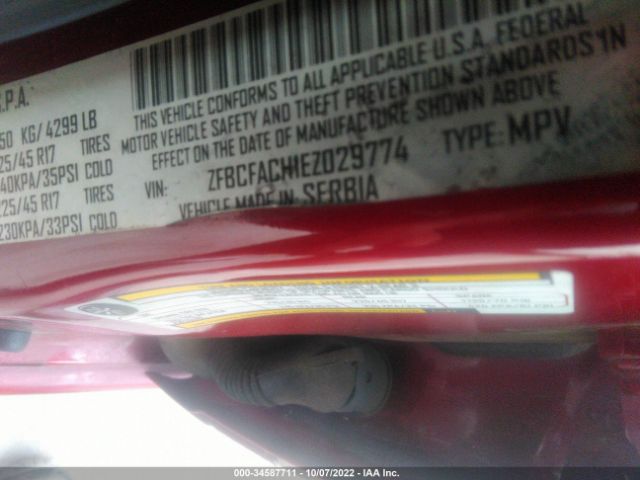 .P.A.
50 KG/ 4299 LB
25/45 R17 TIRES
40KPA/35PSI COLD
225/45 R17 TIRES
230KPA/33PSI COLD
THIS VEHICLE CONFORMS TO ALL APPLICABLE U.S.A. FEDERAL
MOTOR VEHICLE SAFETY AND THEFT PREVENTION STANDARDS IN
EFFECT ON THE DATE OF MANUFACTURE SHOWN ABOVE
VIN: ZFBCFACH1EZ029774 TYPE: MPV
VEHICLE MADE IN SERBIA
000-34587711 - 10/07/2022 - IAA Inc.